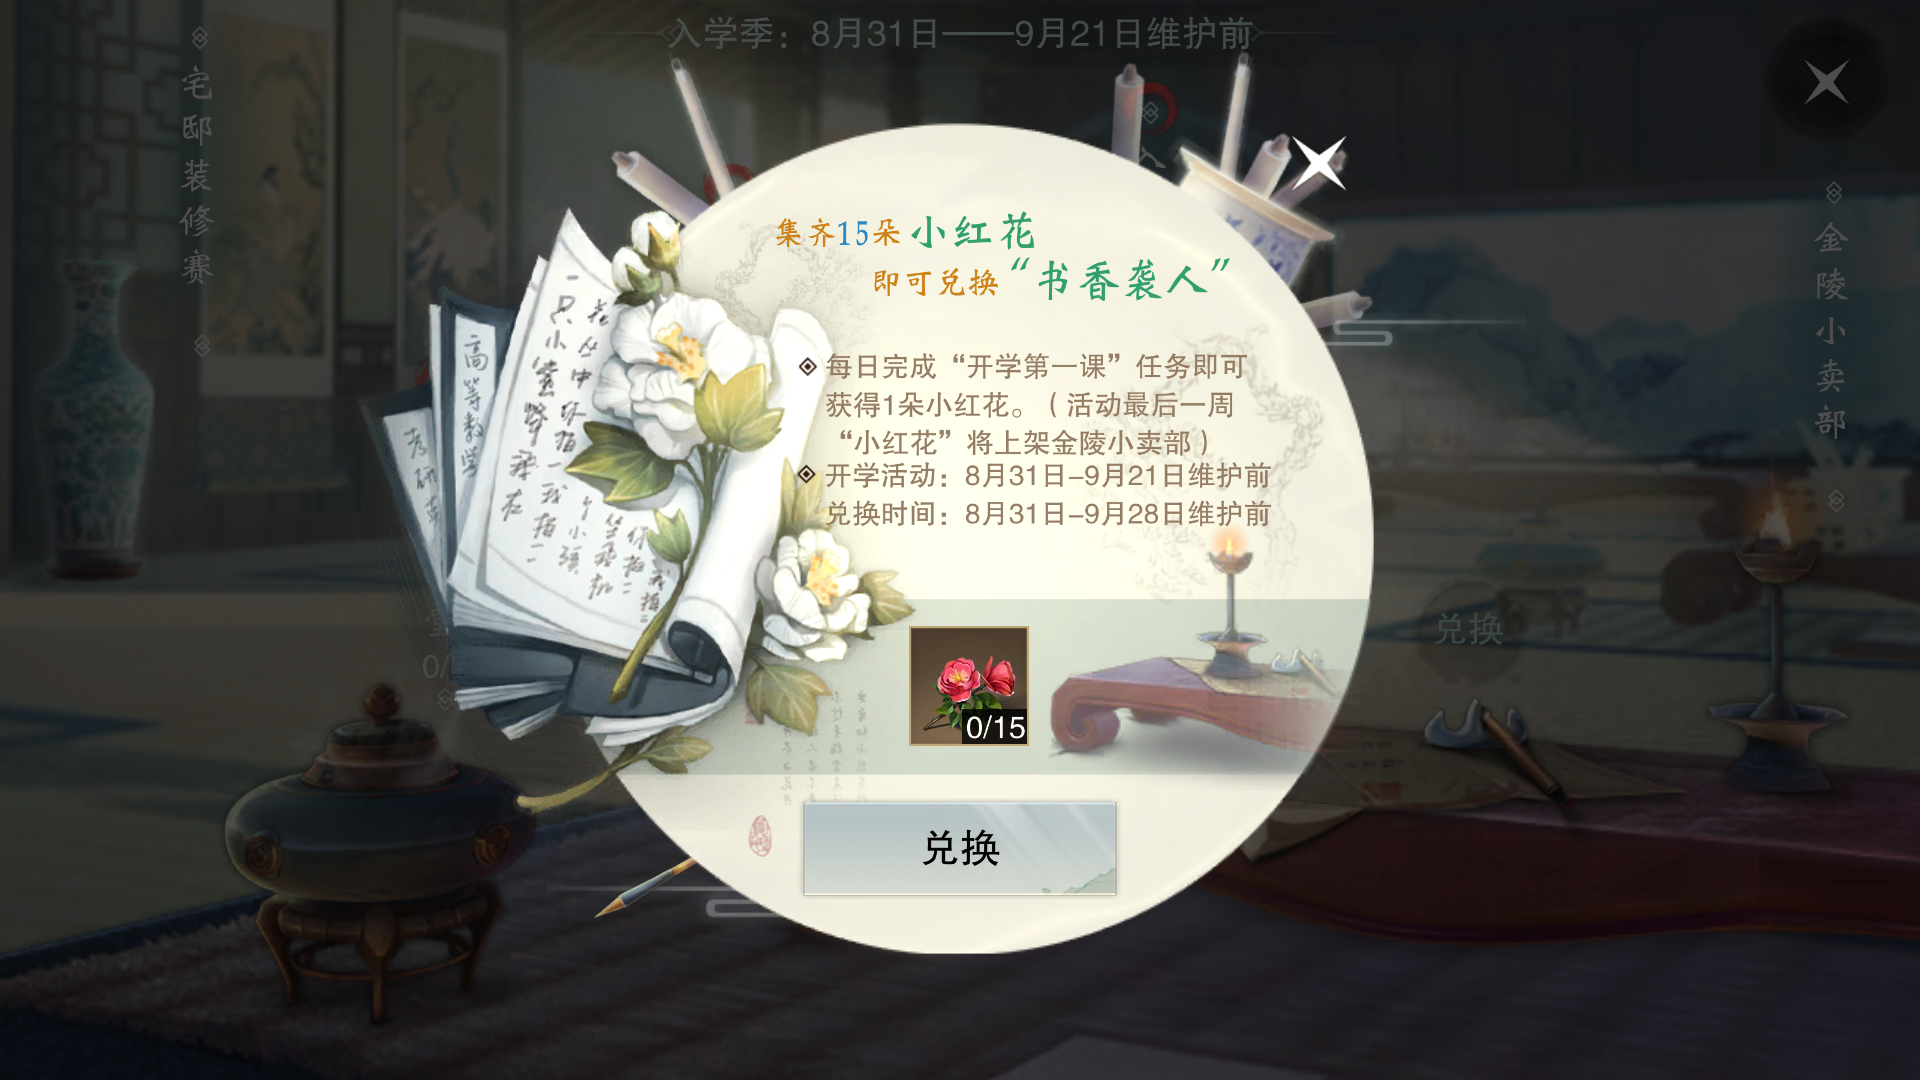 入学季：8月31日——9月21日维护前
宅邸装修赛
金陵小卖部
集齐15朵小红花
即可兑换“书香袭人”
每日完成“开学第一课”任务即可
获得1朵小红花。（活动最后一周
“小红花”将上架金陵小卖部）
开学活动：8月31日-9月21日维护前
兑换时间：8月31日-9月28日维护前
高等数学
考研
0/15
兑换
兑换